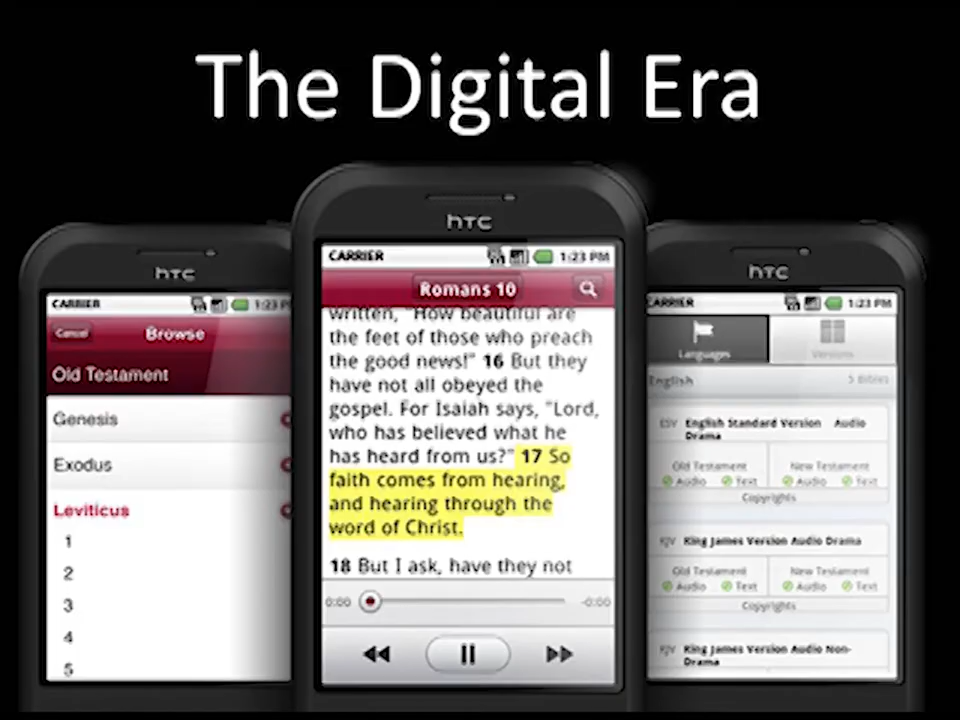 The Digital Era
htc
CARRIER 1:23 PM
Cancel Browse
Old Testament
Genesis
Exodus
Leviticus
1
2
3
4
5
htc
CARRIER 1:23 PM
Romans 10
written, "How beautiful are
the feet of those who preach
the good news!" 16 But they
have not all obeyed the
gospel. For Isaiah says, "Lord,
who has believed what he
has heard from us?" 17 So
faith comes from hearing,
and hearing through the
word of Christ.
18 But I ask, have they not
0:00 -0:00
htc
CARRIER 1:23 PM
Languages Versions
English 5 Bibles
ESV English Standard Version Audio
Drama
Old Testament New Testament
Audio Text Audio Text
Copyrights
KJV King James Version Audio Drama
Old Testament New Testament
Audio Text Audio Text
Copyrights
KJV King James Version Audio Non-
Drama